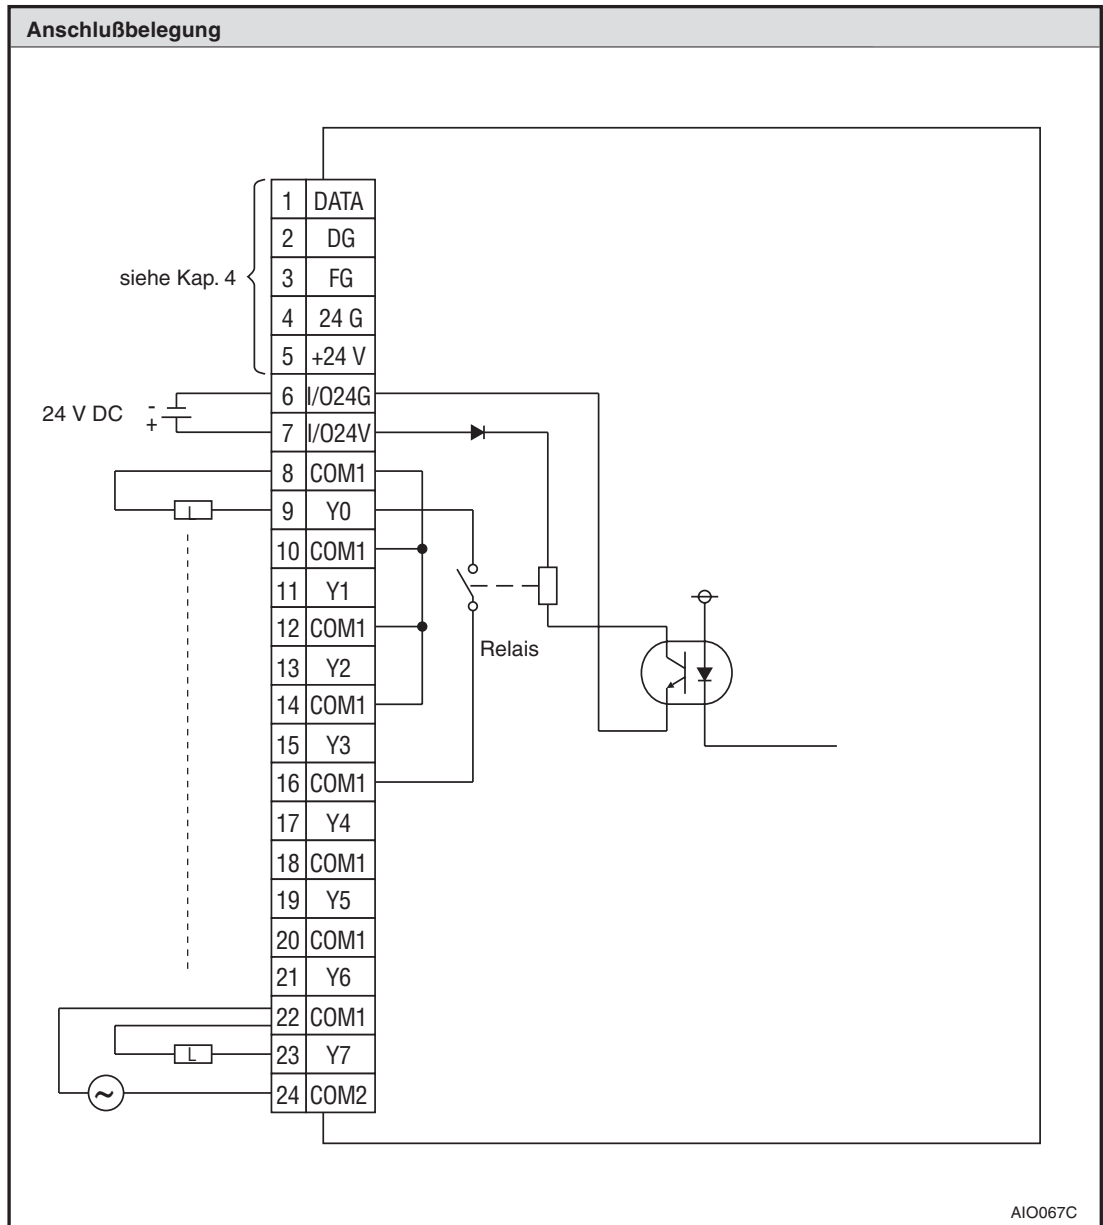 Anschlußbelegung
siehe Kap. 4
1 DATA
2 DG
3 FG
4 24 G
5 +24 V
24 V DC
-
+
6 I/O24G
7 I/O24V
8 COM1
L
9 Y0
10 COM1
11 Y1
12 COM1
13 Y2
14 COM1
15 Y3
16 COM1
17 Y4
18 COM1
19 Y5
20 COM1
21 Y6
22 COM1
L
23 Y7
~
24 COM2
Relais
AIO067C